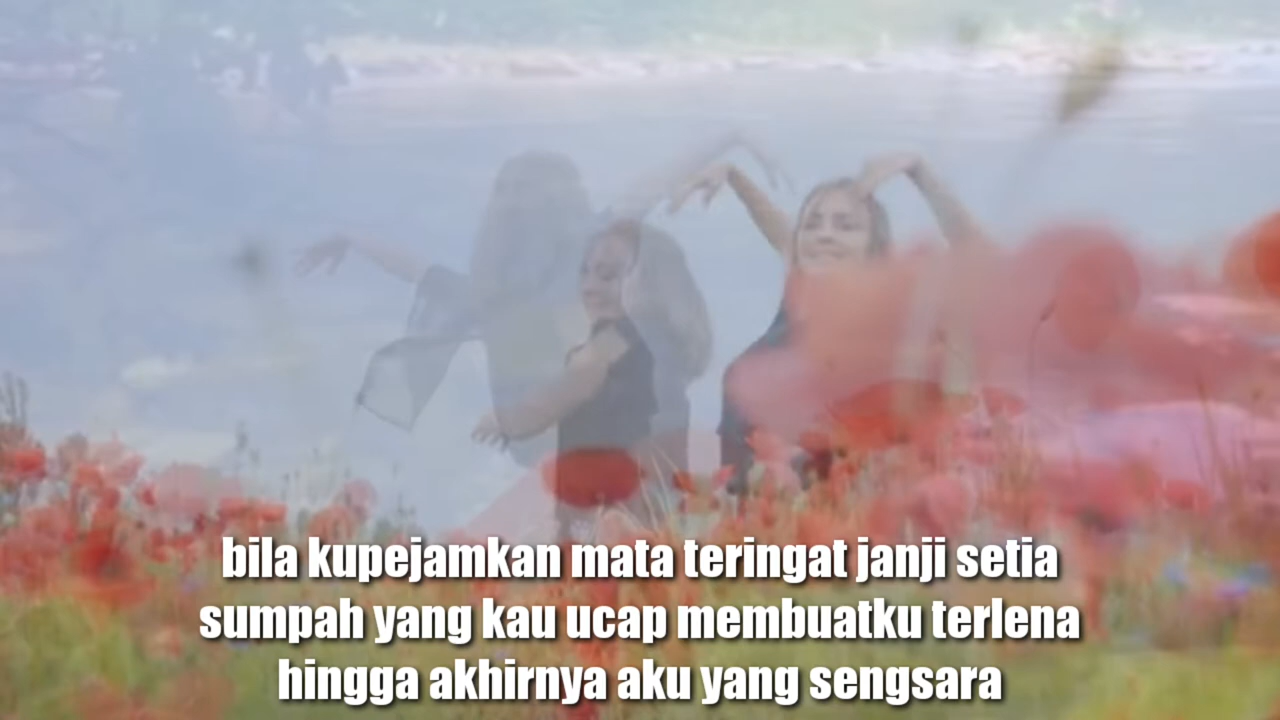 bila kupejamkan mata teringat janji setia
sumpah yang kau ucap membuatku terlena
hingga akhirnya aku yang sengsara